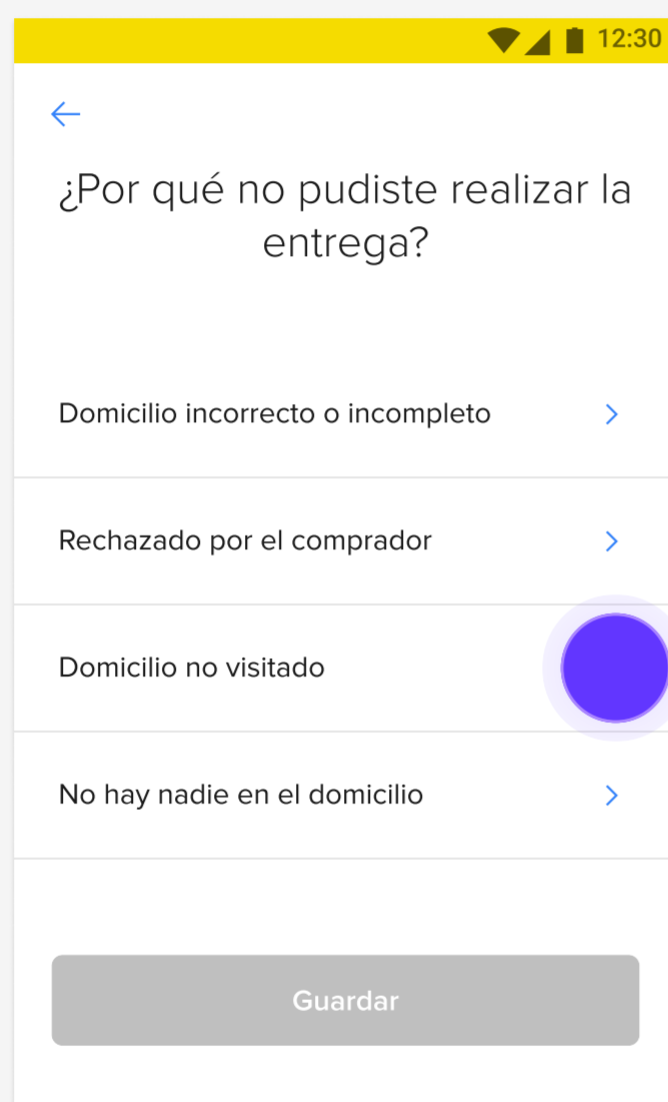 12:30
¿Por qué no pudiste realizar la
entrega?
Domicilio incorrecto o incompleto
Rechazado por el comprador
Domicilio no visitado
No hay nadie en el domicilio
Guardar